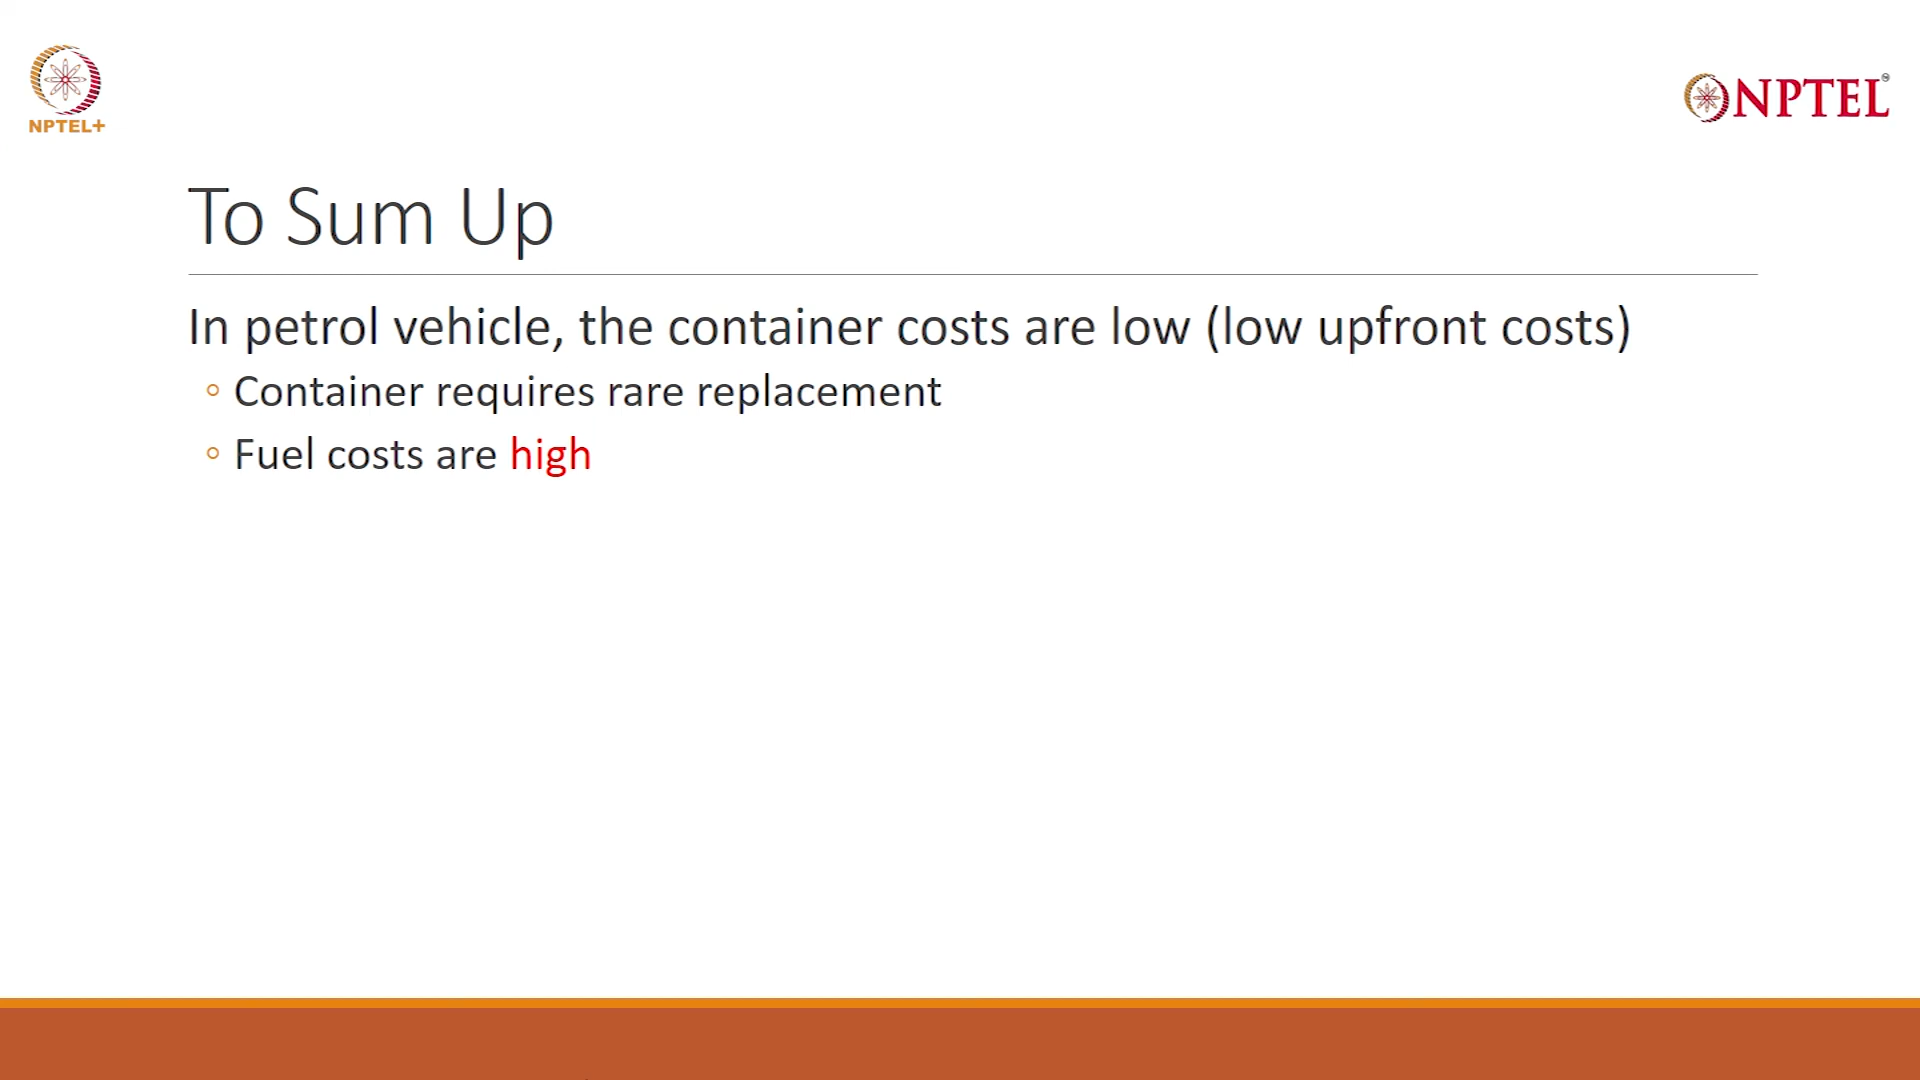 NPTEL+
NPTEL
To Sum Up
In petrol vehicle, the container costs are low (low upfront costs)
◦ Container requires rare replacement
◦ Fuel costs are high